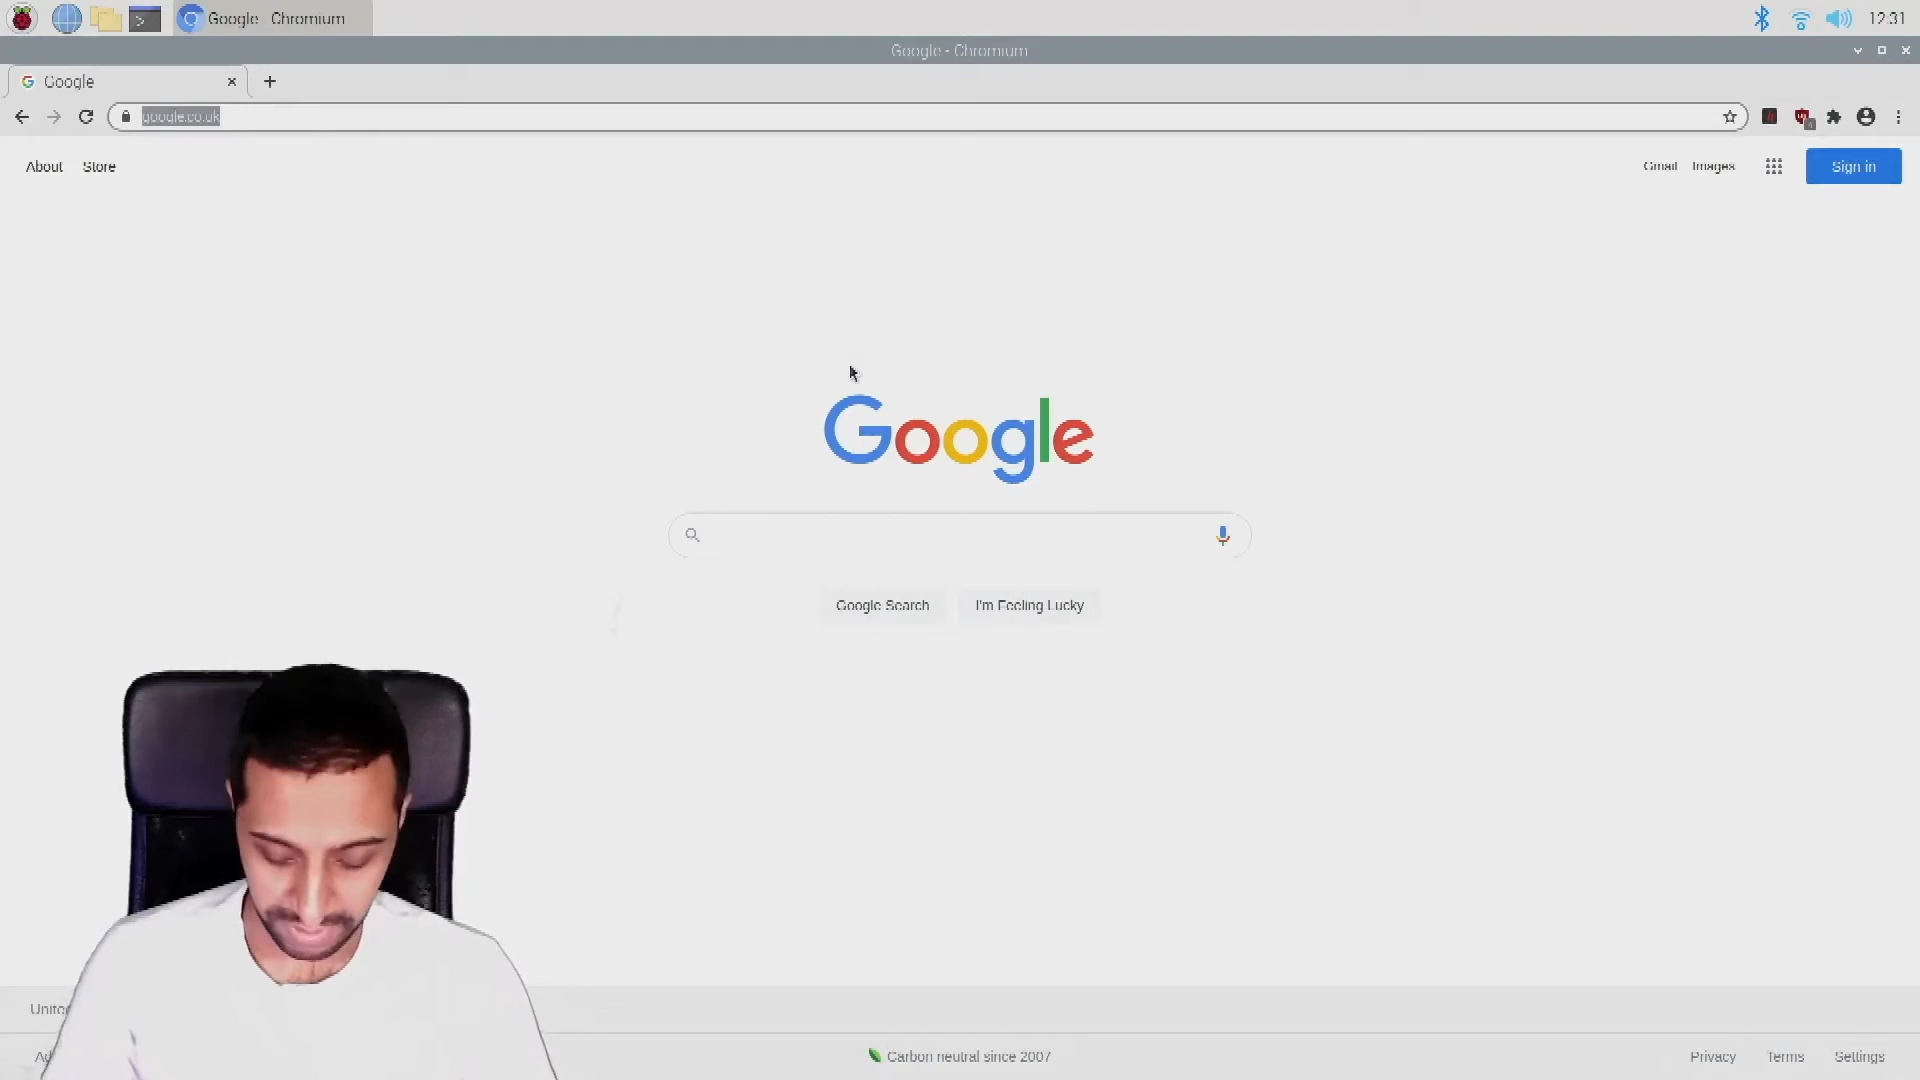 Google - Chromium
12:31
Google - Chromium
Google
google.co.uk
About Store
Gmail Images Sign in
Google
Google Search I'm Feeling Lucky
Carbon neutral since 2007
Privacy Terms Settings